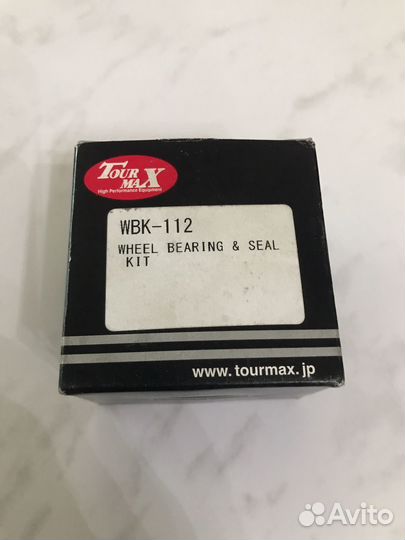 TOUR
MAX
High Performance Equipment
WBK-112
WHEEL BEARING & SEAL
KIT
www.tourmax.jp
Avito